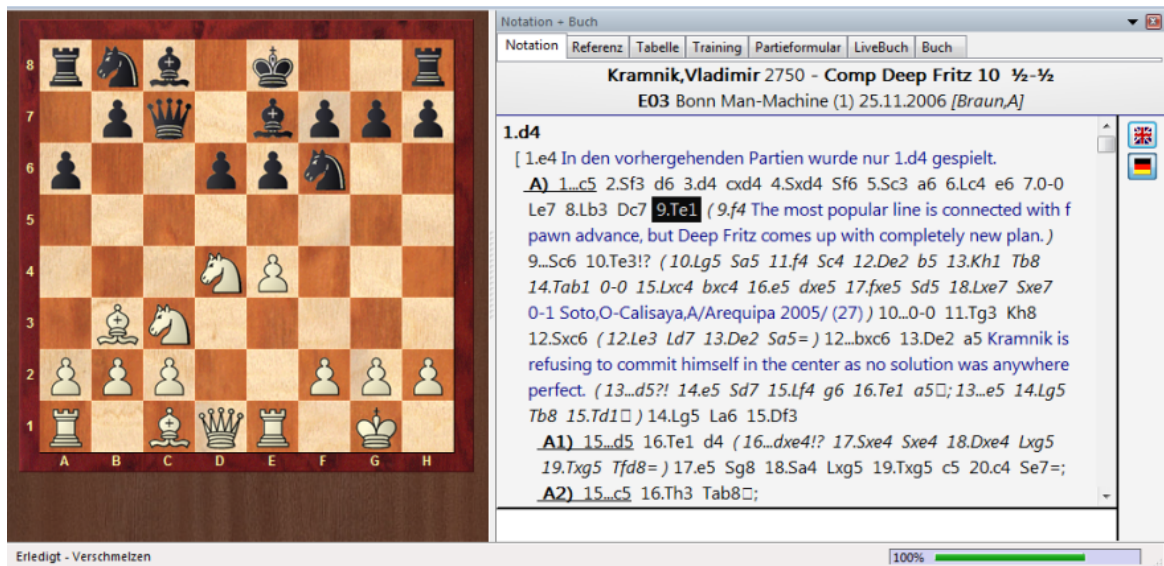 Notation + Buch
Notation Referenz Tabelle Training Partieformular LiveBuch Buch
Kramnik,Vladimir 2750 - Comp Deep Fritz 10 ½-½
E03 Bonn Man-Machine (1) 25.11.2006 [Braun,A]
1.d4
[ 1.e4 In den vorhergehenden Partien wurde nur 1.d4 gespielt.
A) 1...c5 2.Sf3 d6 3.d4 cxd4 4.Sxd4 Sf6 5.Sc3 a6 6.Lc4 e6 7.0-0
Le7 8.Lb3 Dc7 9.Te1 ( 9.f4 The most popular line is connected with f
pawn advance, but Deep Fritz comes up with completely new plan. )
9...Sc6 10.Te3!? ( 10.Lg5 Sa5 11.f4 Sc4 12.De2 b5 13.Kh1 Tb8
14.Tab1 0-0 15.Lxc4 bxc4 16.e5 dxe5 17.fxe5 Sd5 18.Lxe7 Sxe7
0-1 Soto,O-Calisaya,A/Arequipa 2005/ (27) ) 10...0-0 11.Tg3 Kh8
12.Sxc6 ( 12.Le3 Ld7 13.De2 Sa5= ) 12...bxc6 13.De2 a5 Kramnik is
refusing to commit himself in the center as no solution was anywhere
perfect. ( 13...d5?! 14.e5 Sd7 15.Lf4 g6 16.Te1 a5□; 13...e5 14.Lg5
Tb8 15.Td1□ ) 14.Lg5 La6 15.Df3
A1) 15...d5 16.Te1 d4 ( 16...dxe4!? 17.Sxe4 Sxe4 18.Dxe4 Lxg5
19.Txg5 Tfd8= ) 17.e5 Sg8 18.Sa4 Lxg5 19.Txg5 c5 20.c4 Se7=;
A2) 15...c5 16.Th3 Tab8□;
8
7
6
5
4
3
2
1
A B C D E F G H
Erledigt - Verschmelzen
100%